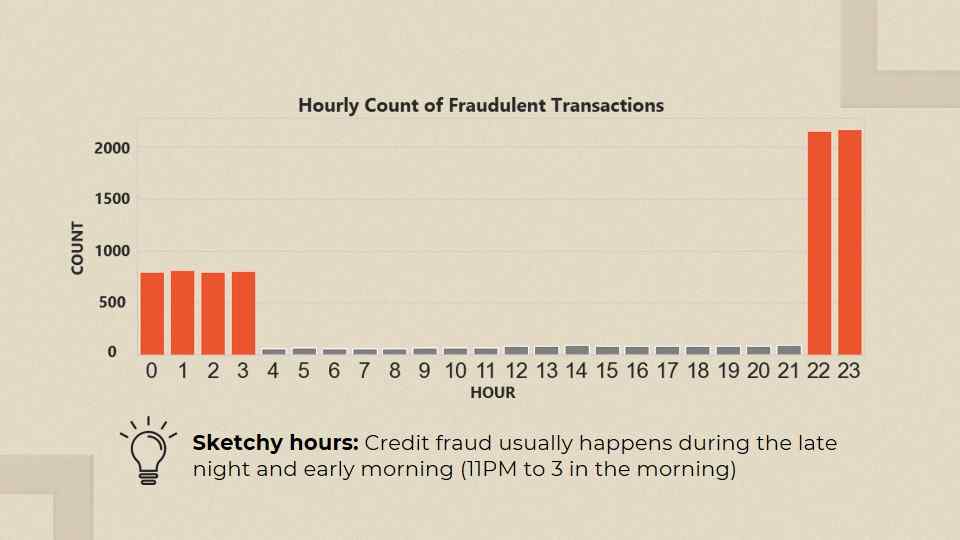 Hourly Count of Fraudulent Transactions
2000
1500
1000
500
0
COUNT
0 1 2 3 4 5 6 7 8 9 10 11 12 13 14 15 16 17 18 19 20 21 22 23
HOUR
Sketchy hours: Credit fraud usually happens during the late
night and early morning (11PM to 3 in the morning)